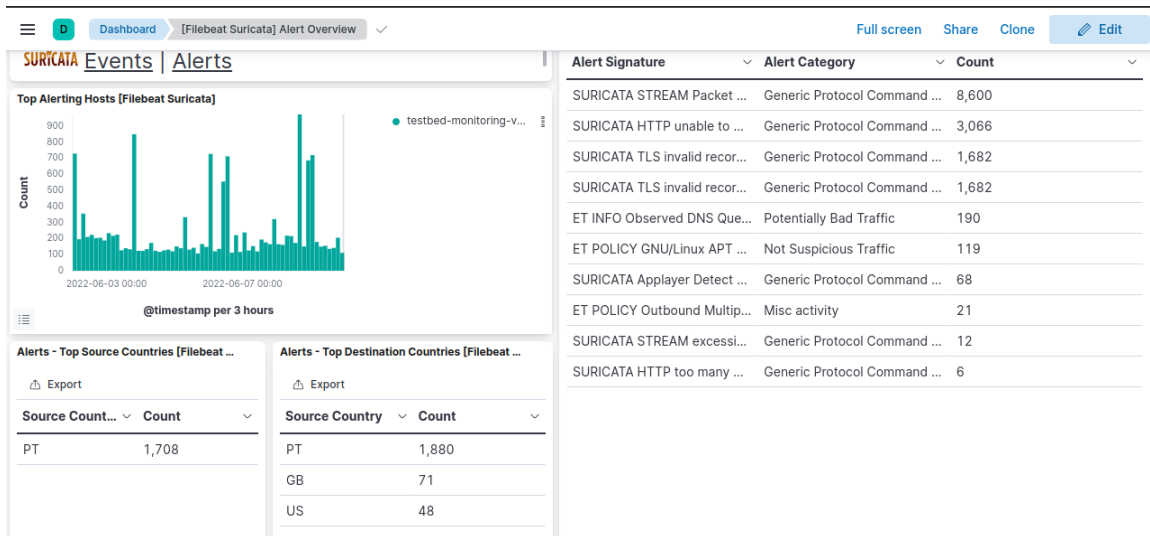 D Dashboard [Filebeat Suricata] Alert Overview Full screen Share Clone Edit
SURICATA Events | Alerts
Top Alerting Hosts [Filebeat Suricata]
900
800
700
600
500
400
300
200
100
0
Count
2022-06-03 00:00 2022-06-07 00:00
@timestamp per 3 hours
testbed-monitoring-v...
Alerts - Top Source Countries [Filebeat ...
Export
Source Count... Count
PT 1,708
Alerts - Top Destination Countries [Filebeat ...
Export
Source Country Count
PT 1,880
GB 71
US 48
Alert Signature Alert Category Count
SURICATA STREAM Packet ... Generic Protocol Command ... 8,600
SURICATA HTTP unable to ... Generic Protocol Command ... 3,066
SURICATA TLS invalid recor... Generic Protocol Command ... 1,682
SURICATA TLS invalid recor... Generic Protocol Command ... 1,682
ET INFO Observed DNS Que... Potentially Bad Traffic 190
ET POLICY GNU/Linux APT ... Not Suspicious Traffic 119
SURICATA Applayer Detect ... Generic Protocol Command ... 68
ET POLICY Outbound Multip... Misc activity 21
SURICATA STREAM excessi... Generic Protocol Command ... 12
SURICATA HTTP too many ... Generic Protocol Command ... 6